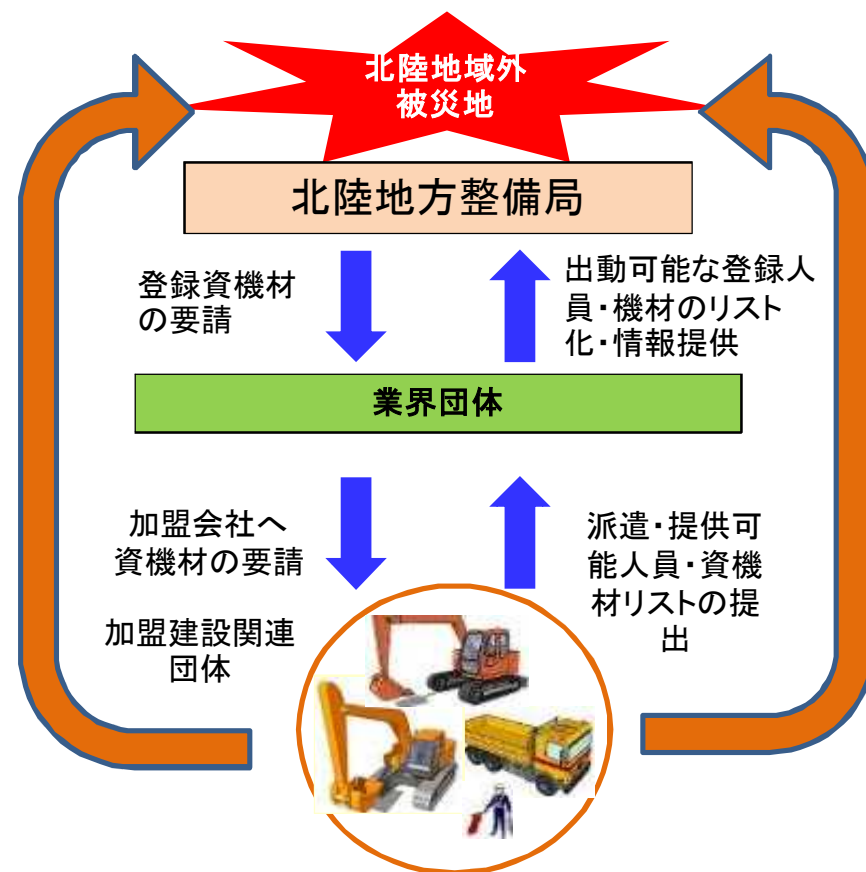 北陸地域外
被災地
北陸地方整備局
登録資機材
の要請
出動可能な登録人
員・機材のリスト
化・情報提供
業界団体
加盟会社へ
資機材の要請
派遣・提供可
能人員・資機
材リストの提
出
加盟建設関連
団体